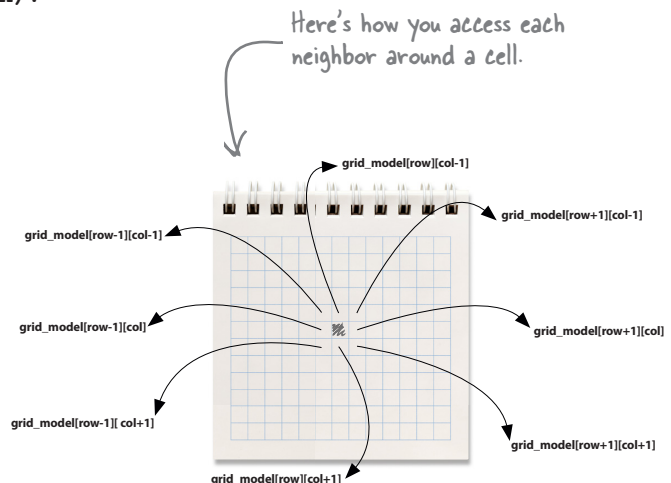 Here's how you access each
neighbor around a cell.
grid_model[row][col-1]
grid_model[row+1][col-1]
grid_model[row-1][col-1]
grid_model[row-1][col]
grid_model[row+1][col]
grid_model[row-1][ col+1]
grid_model[row+1][col+1]
grid_model[row][col+1]